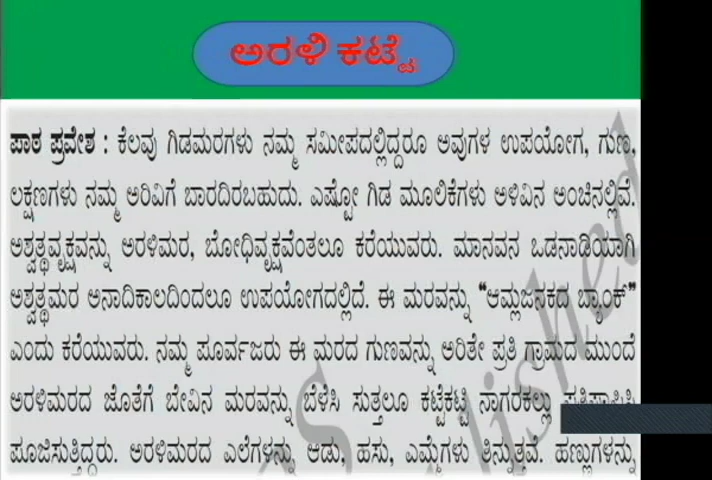 ಅರಳಿ ಕಟ್ಟೆ
ಪಾಠ ಪ್ರವೇಶ : ಕೆಲವು ಗಿಡಮರಗಳು ನಮ್ಮ ಸಮೀಪದಲ್ಲಿದ್ದರೂ ಅವುಗಳ ಉಪಯೋಗ, ಗುಣ,
ಲಕ್ಷಣಗಳು ನಮ್ಮ ಅರಿವಿಗೆ ಬಾರದಿರಬಹುದು. ಎಷ್ಟೋ ಗಿಡ ಮೂಲಿಕೆಗಳು ಅಳಿವಿನ ಅಂಚಿನಲ್ಲಿವೆ.
ಅಶ್ವತ್ಥವೃಕ್ಷವನ್ನು ಅರಳಿಮರ, ಬೋಧಿವೃಕ್ಷವೆಂತಲೂ ಕರೆಯುವರು. ಮಾನವನ ಒಡನಾಡಿಯಾಗಿ
ಅಶ್ವತ್ಥಮರ ಅನಾದಿಕಾಲದಿಂದಲೂ ಉಪಯೋಗದಲ್ಲಿದೆ. ಈ ಮರವನ್ನು “ಆಮ್ಲಜನಕದ ಬ್ಯಾಂಕ್”
ಎಂದು ಕರೆಯುವರು. ನಮ್ಮ ಪೂರ್ವಜರು ಈ ಮರದ ಗುಣವನ್ನು ಅರಿತೇ ಪ್ರತಿ ಗ್ರಾಮದ ಮುಂದೆ
ಅರಳಿಮರದ ಜೊತೆಗೆ ಬೇವಿನ ಮರವನ್ನು ಬೆಳೆಸಿ ಸುತ್ತಲೂ ಕಟ್ಟೆಕಟ್ಟಿ ನಾಗರಕಲ್ಲು
ಪೂಜಿಸುತ್ತಿದ್ದರು. ಅರಳಿಮರದ ಎಲೆಗಳನ್ನು ಆಡು, ಹಸು, ಎಮ್ಮೆಗಳು ತಿನ್ನುತ್ತವೆ. ಹಣ್ಣುಗಳನ್ನು